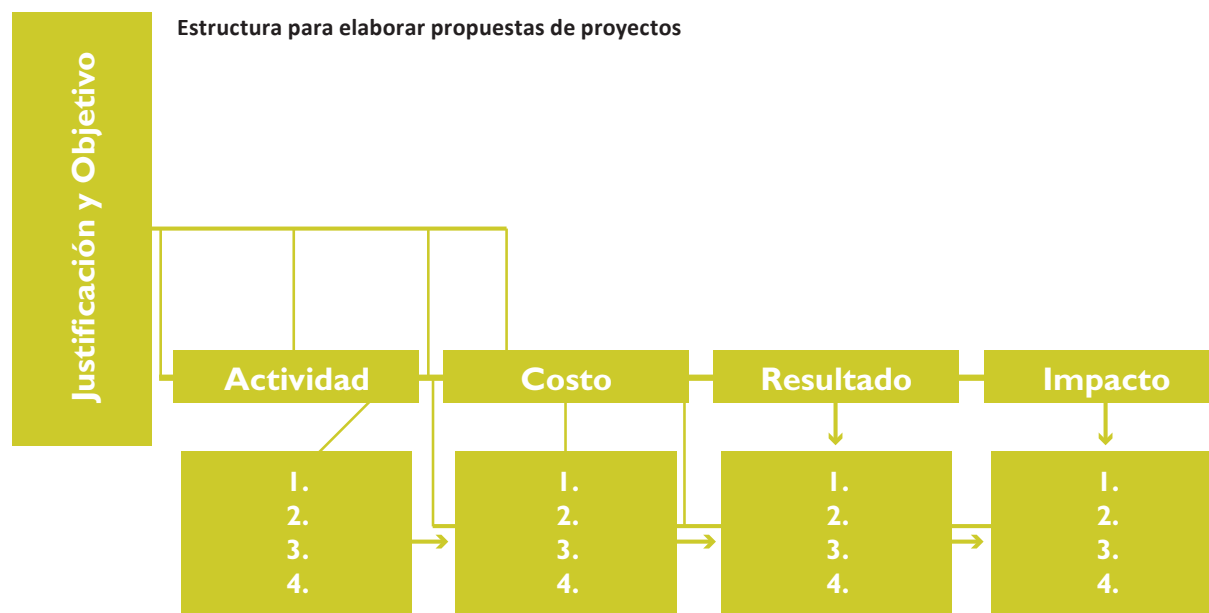 Estructura para elaborar propuestas de proyectos
Justificación y Objetivo
Actividad
Costo
Resultado
Impacto
1.
2.
3.
4.
1.
2.
3.
4.
1.
2.
3.
4.
1.
2.
3.
4.